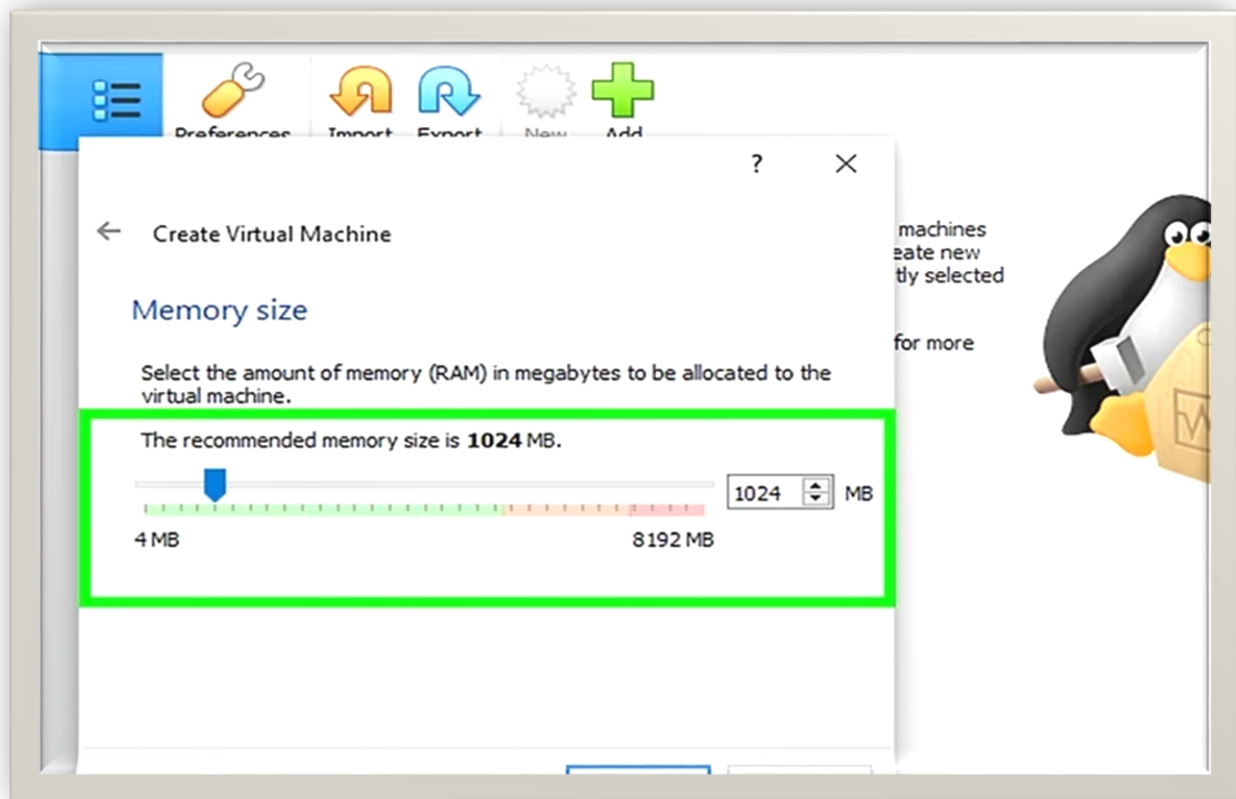 Preferences Import Export New Add
?
Create Virtual Machine
machines
eate new
tly selected
Memory size
for more
Select the amount of memory (RAM) in megabytes to be allocated to the
virtual machine.
The recommended memory size is 1024 MB.
1024 MB
4 MB 8192 MB